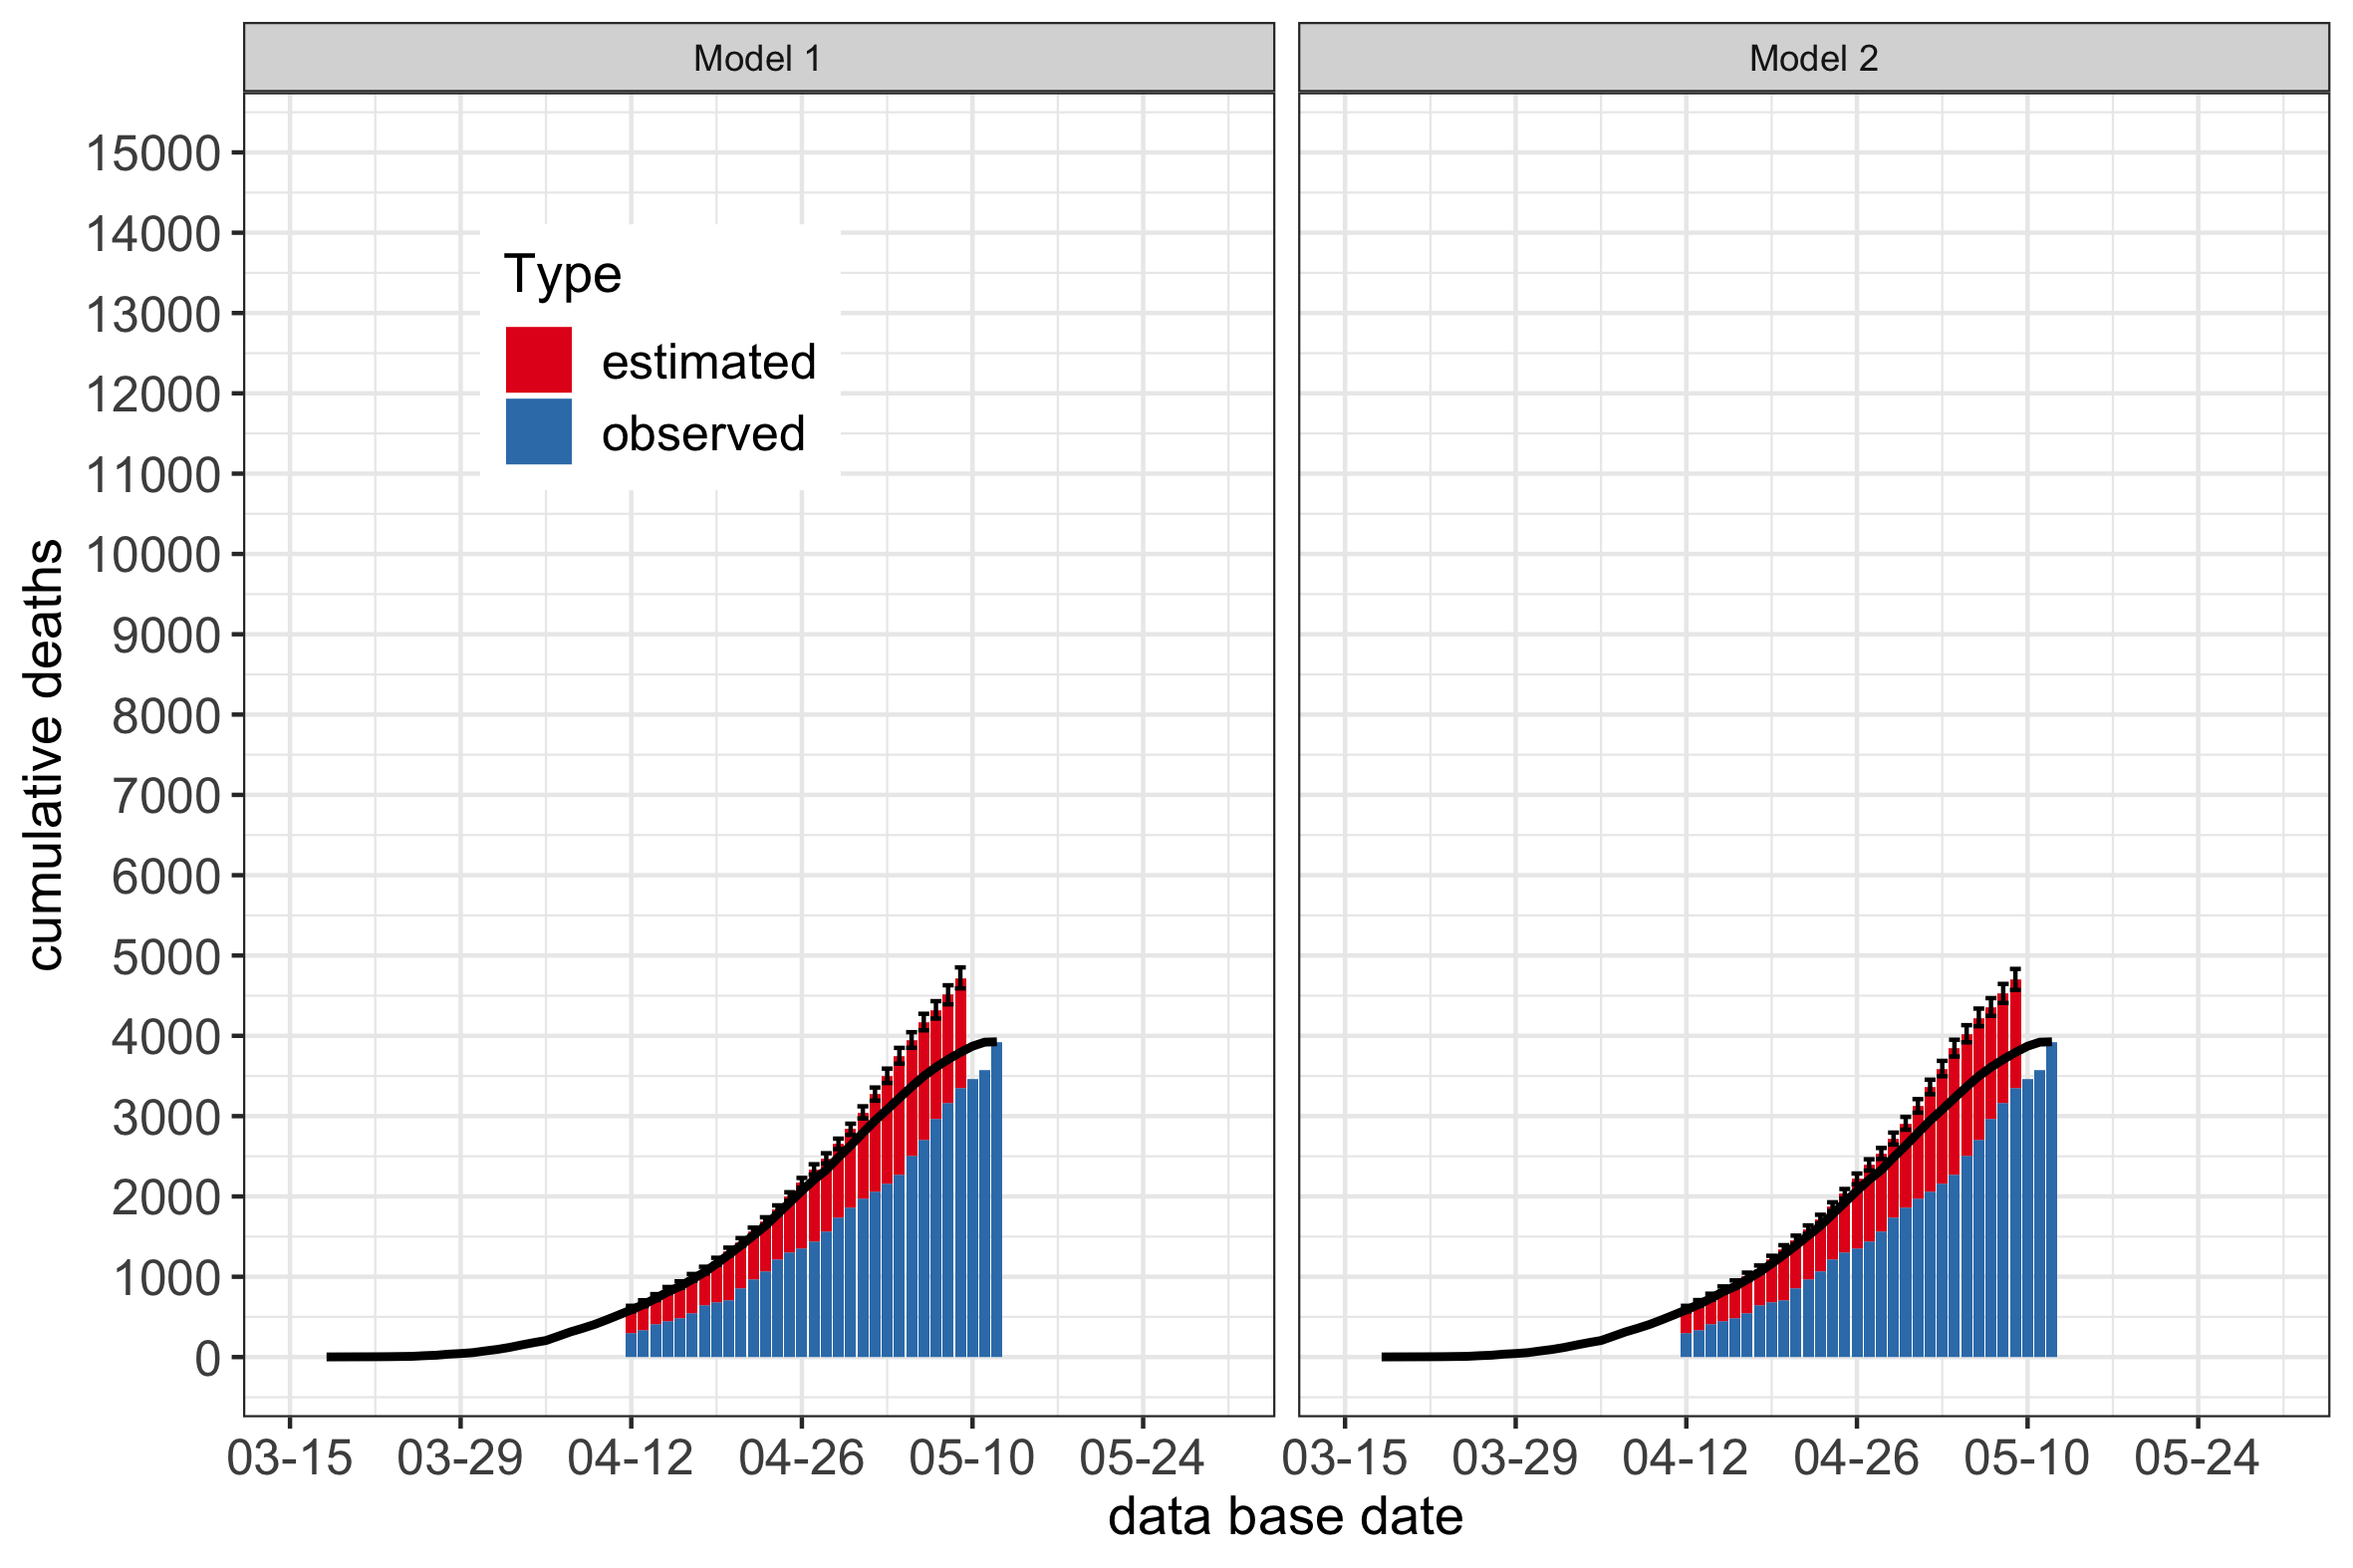 Model 1
Model 2
cumulative deaths
15000
14000
13000
12000
11000
10000
9000
8000
7000
6000
5000
4000
3000
2000
1000
0
Type
estimated
observed
03-15 03-29 04-12 04-26 05-10 05-24
03-15 03-29 04-12 04-26 05-10 05-24
data base date